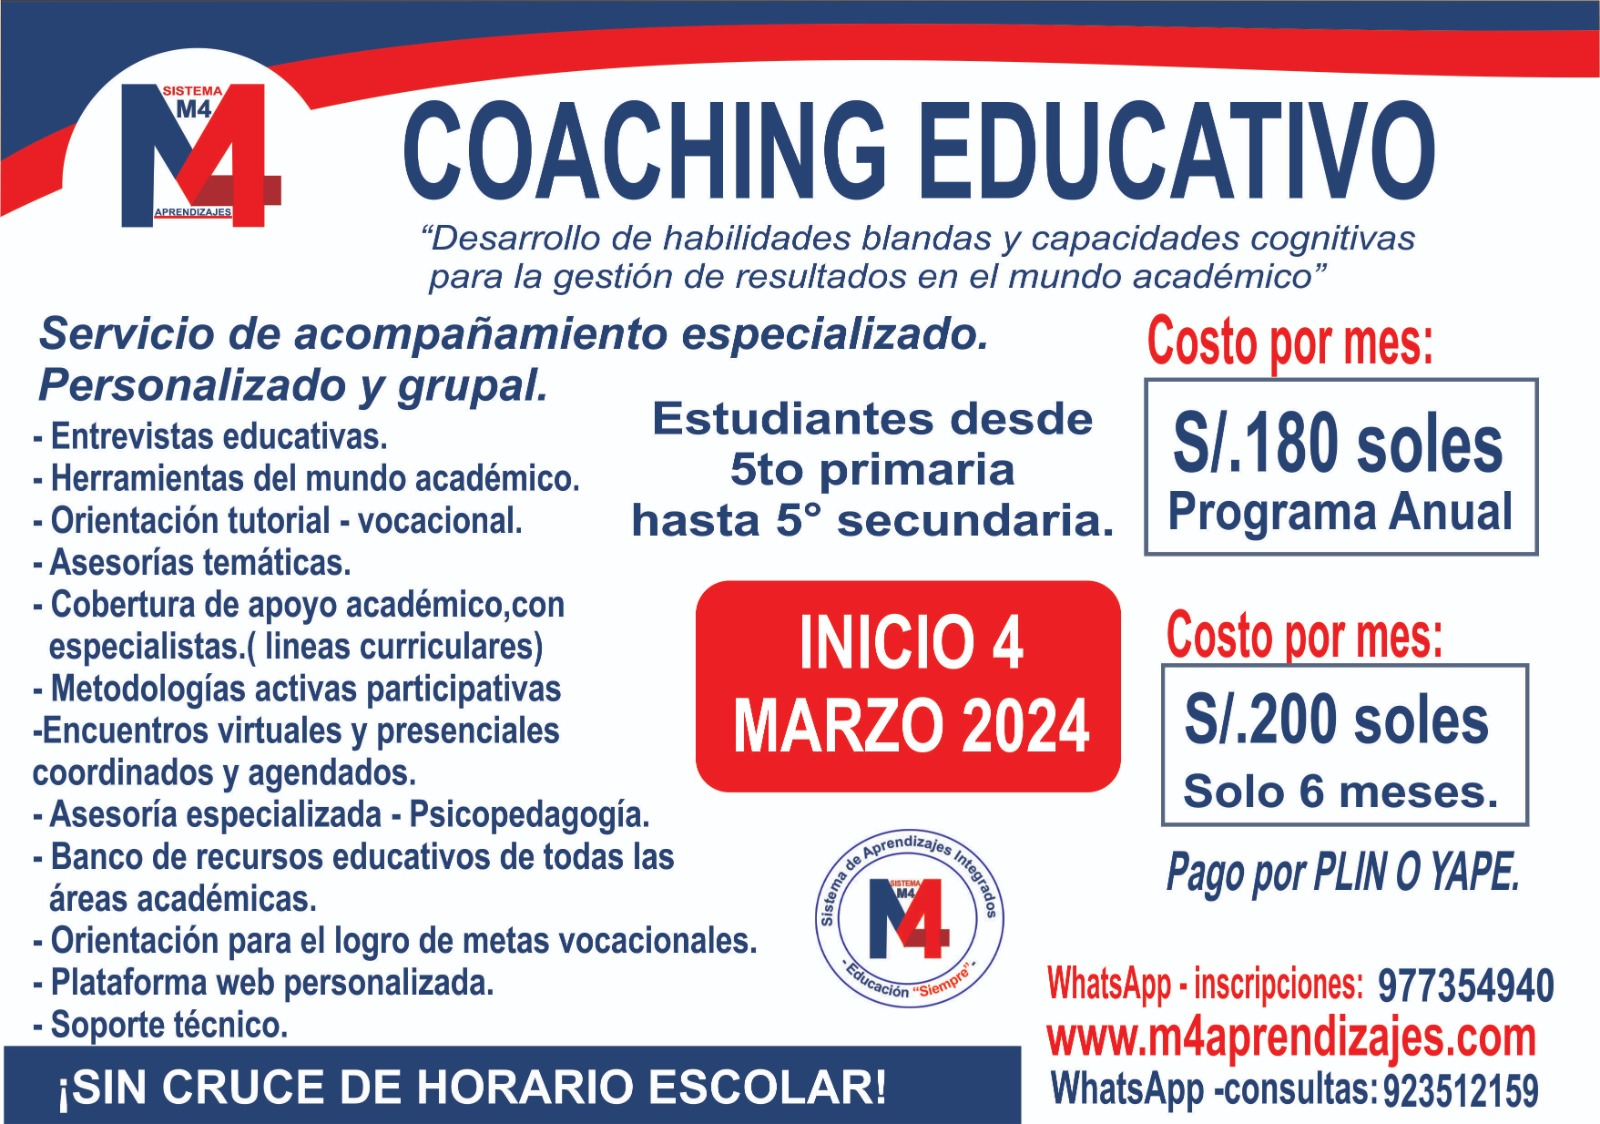 SISTEMA
M4
M4
APRENDIZAJES
COACHING EDUCATIVO
“Desarrollo de habilidades blandas y capacidades cognitivas
para la gestión de resultados en el mundo académico”
Servicio de acompañamiento especializado.
Personalizado y grupal.
- Entrevistas educativas.
- Herramientas del mundo académico.
- Orientación tutorial - vocacional.
- Asesorías temáticas.
- Cobertura de apoyo académico,con
especialistas.( lineas curriculares)
- Metodologías activas participativas
-Encuentros virtuales y presenciales
coordinados y agendados.
- Asesoría especializada - Psicopedagogía.
- Banco de recursos educativos de todas las
áreas académicas.
- Orientación para el logro de metas vocacionales.
- Plataforma web personalizada.
- Soporte técnico.
¡SIN CRUCE DE HORARIO ESCOLAR!
Estudiantes desde
5to primaria
hasta 5° secundaria.
INICIO 4
MARZO 2024
Sistema de Aprendizajes Integrados
SISTEMA
M4
M4
- Educación “Siempre” -
Costo por mes:
S/.180 soles
Programa Anual
Costo por mes:
S/.200 soles
Solo 6 meses.
Pago por PLIN O YAPE.
WhatsApp - inscripciones: 977354940
www.m4aprendizajes.com
WhatsApp -consultas: 923512159